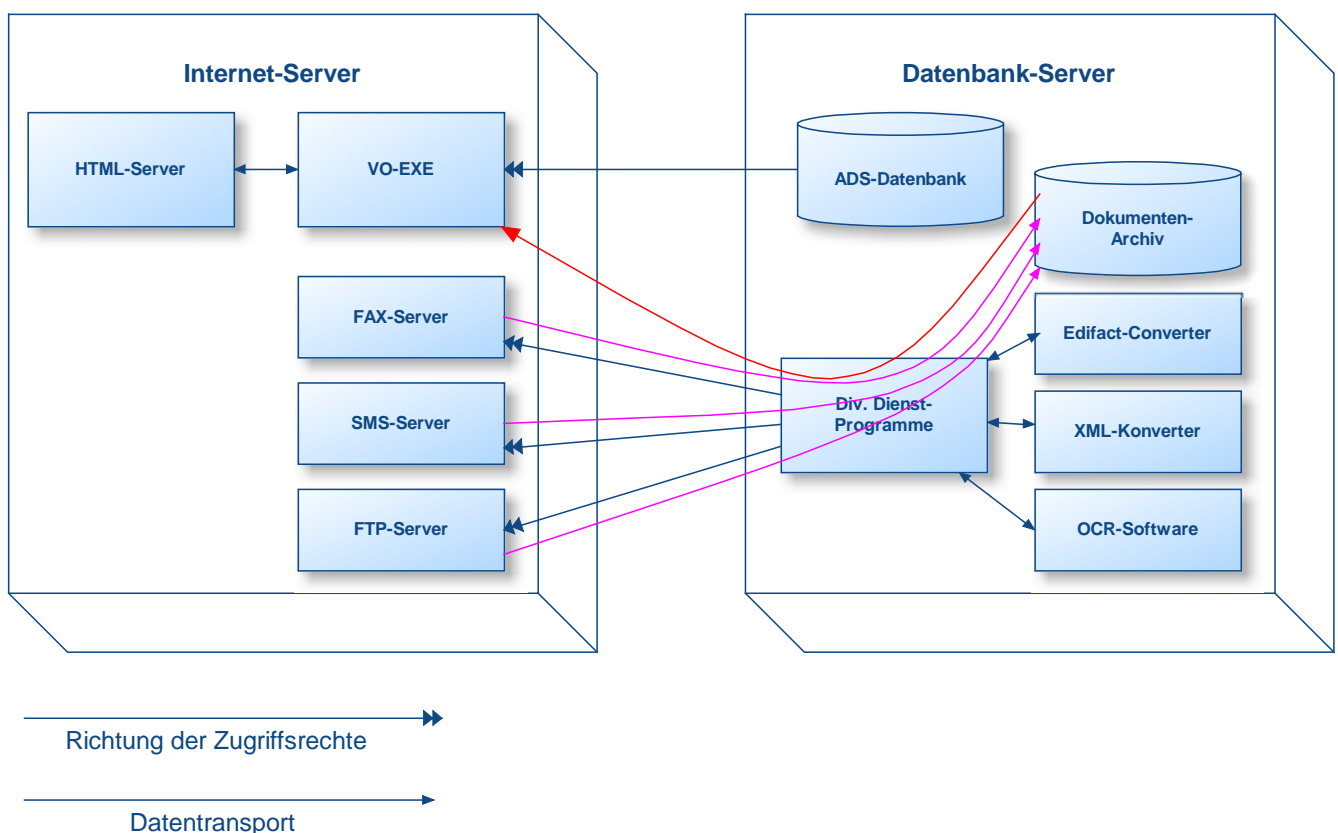 Internet-Server
Datenbank-Server
HTML-Server
VO-EXE
ADS-Datenbank
Dokumenten-
Archiv
FAX-Server
Edifact-Converter
SMS-Server
Div. Dienst-
Programme
XML-Konverter
FTP-Server
OCR-Software
Richtung der Zugriffsrechte
Datentransport